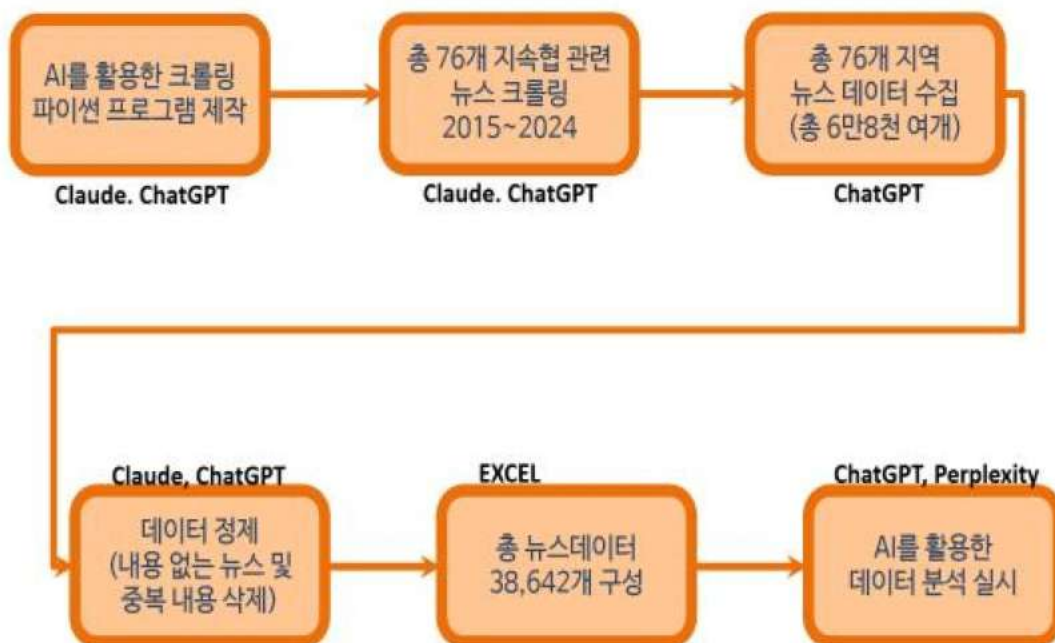 AI를 활용한 크롤링
파이썬 프로그램 제작
Claude. ChatGPT
총 76개 지속협 관련
뉴스 크롤링
2015~2024
Claude. ChatGPT
총 76개 지역
뉴스 데이터 수집
(총 6만8천 여개)
ChatGPT
Claude, ChatGPT
데이터 정제
(내용 없는 뉴스 및
중복 내용 삭제)
EXCEL
총 뉴스데이터
38,642개 구성
ChatGPT, Perplexity
AI를 활용한
데이터 분석 실시